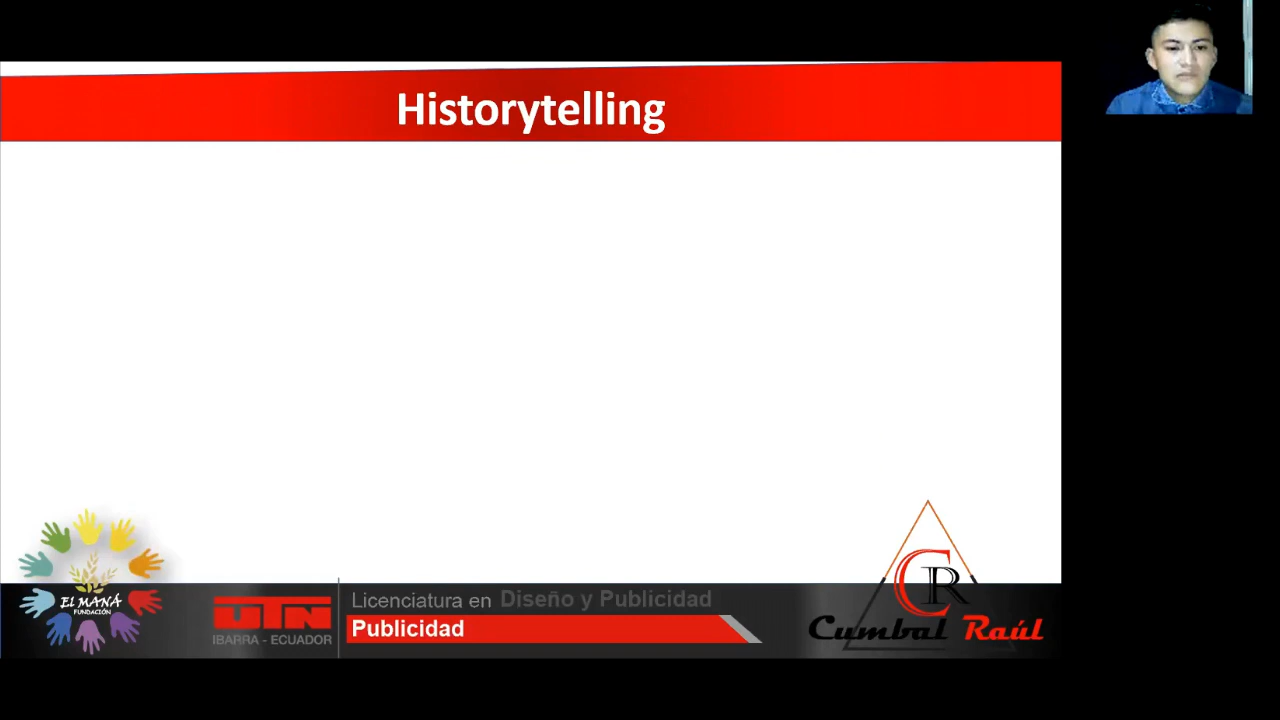 Historytelling
EL MANÁ
FUNDACIÓN
UTN
IBARRA - ECUADOR
Licenciatura en Diseño y Publicidad
Publicidad
CR
Cumbal Raúl